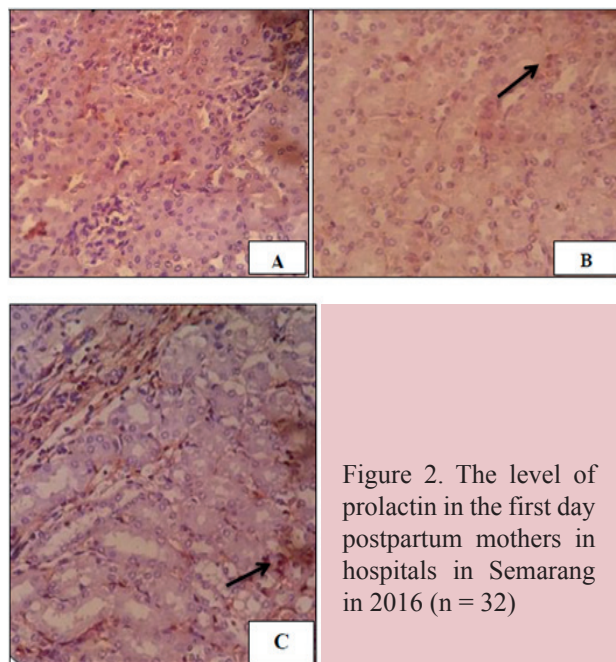 A
B
C
Figure 2. The level of
prolactin in the first day
postpartum mothers in
hospitals in Semarang
in 2016 (n = 32)